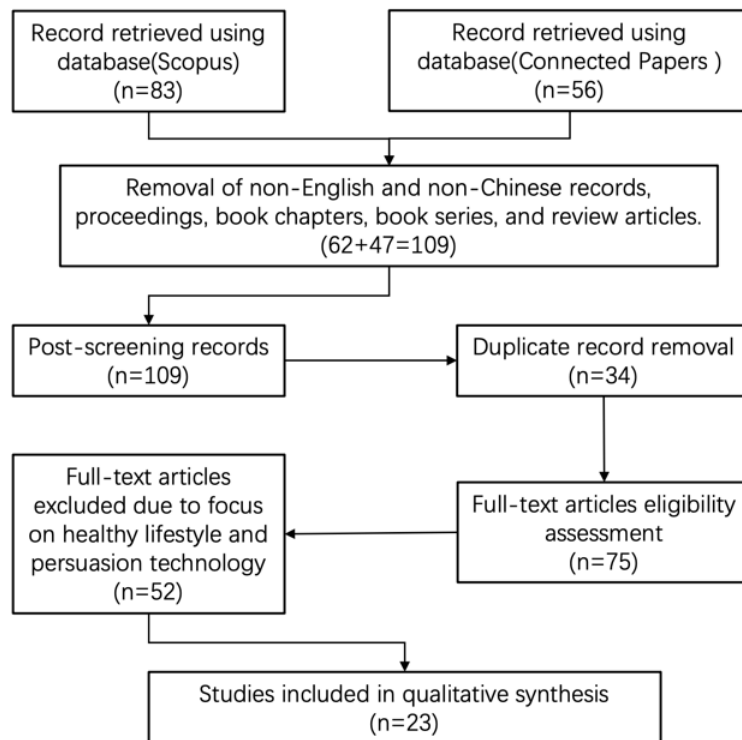 Record retrieved using
database(Scopus)
(n=83)
Record retrieved using
database(Connected Papers )
(n=56)
Removal of non-English and non-Chinese records,
proceedings, book chapters, book series, and review articles.
(62+47=109)
Post-screening records
(n=109)
Duplicate record removal
(n=34)
Full-text articles
excluded due to focus
on healthy lifestyle and
persuasion technology
(n=52)
Full-text articles eligibility
assessment
(n=75)
Studies included in qualitative synthesis
(n=23)